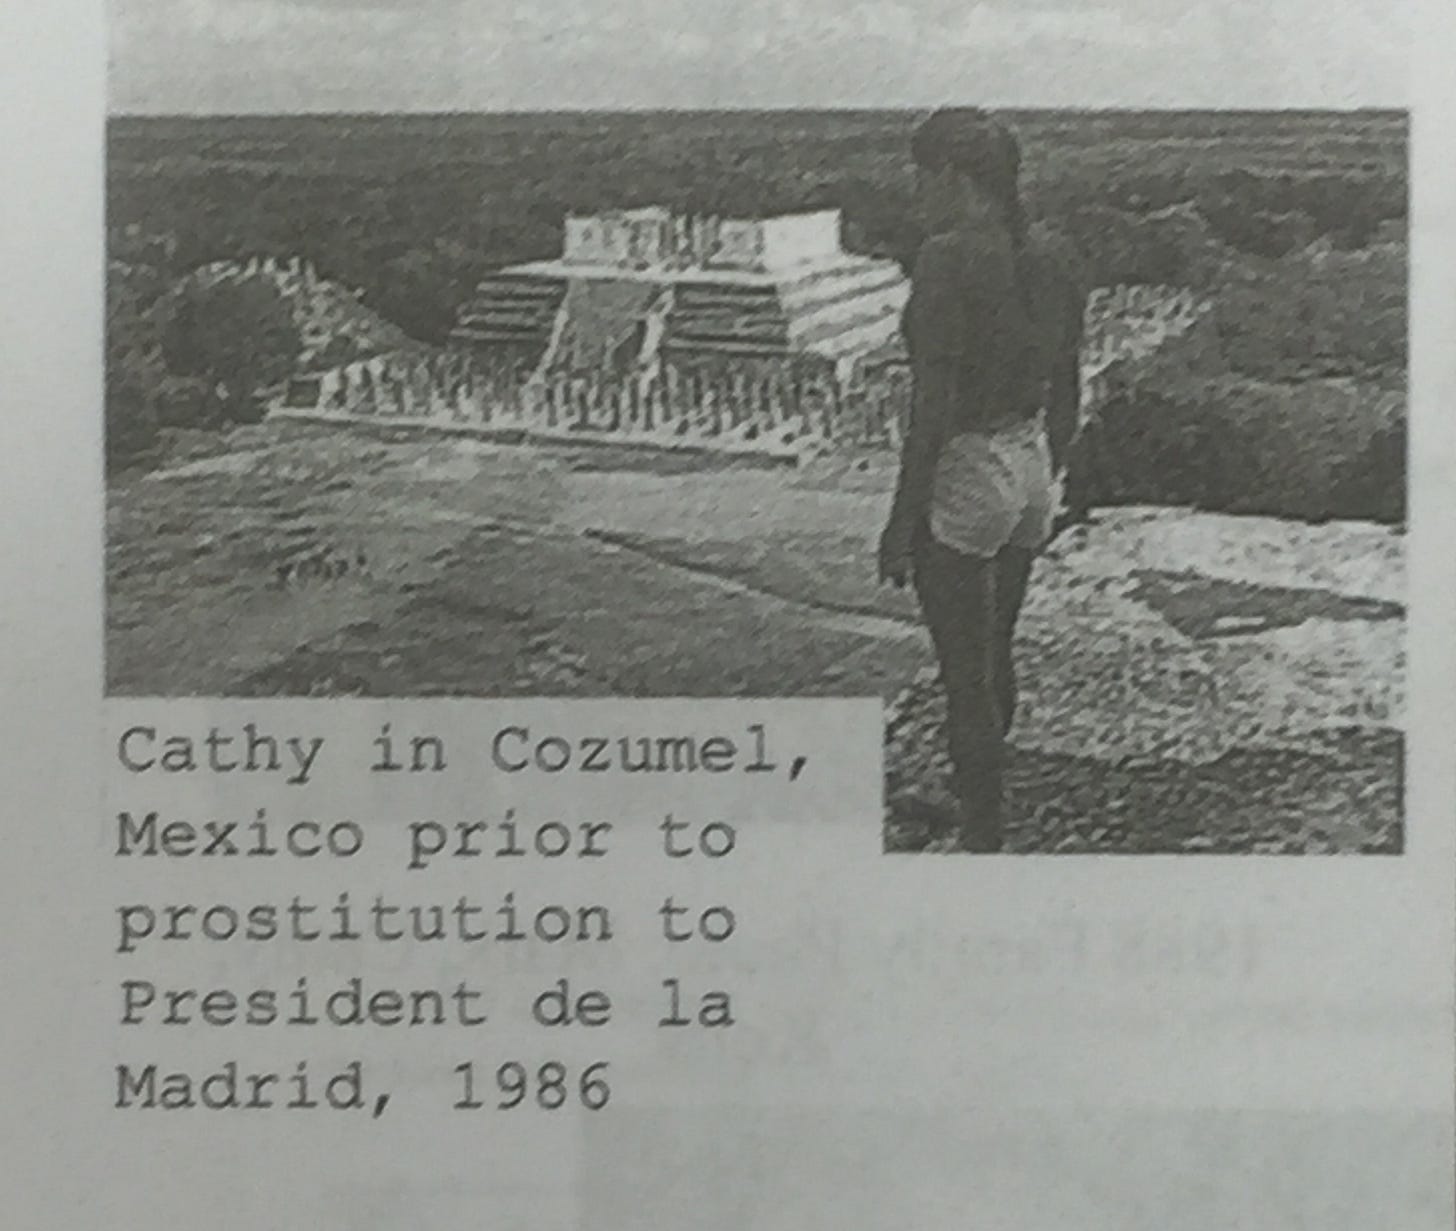 Cathy in Cozumel,
Mexico prior to
prostitution to
President de la
Madrid, 1986